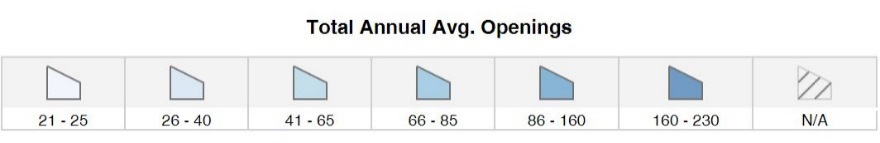 Total Annual Avg. Openings
21 - 25 26 - 40 41 - 65 66 - 85 86 - 160 160 - 230 N/A